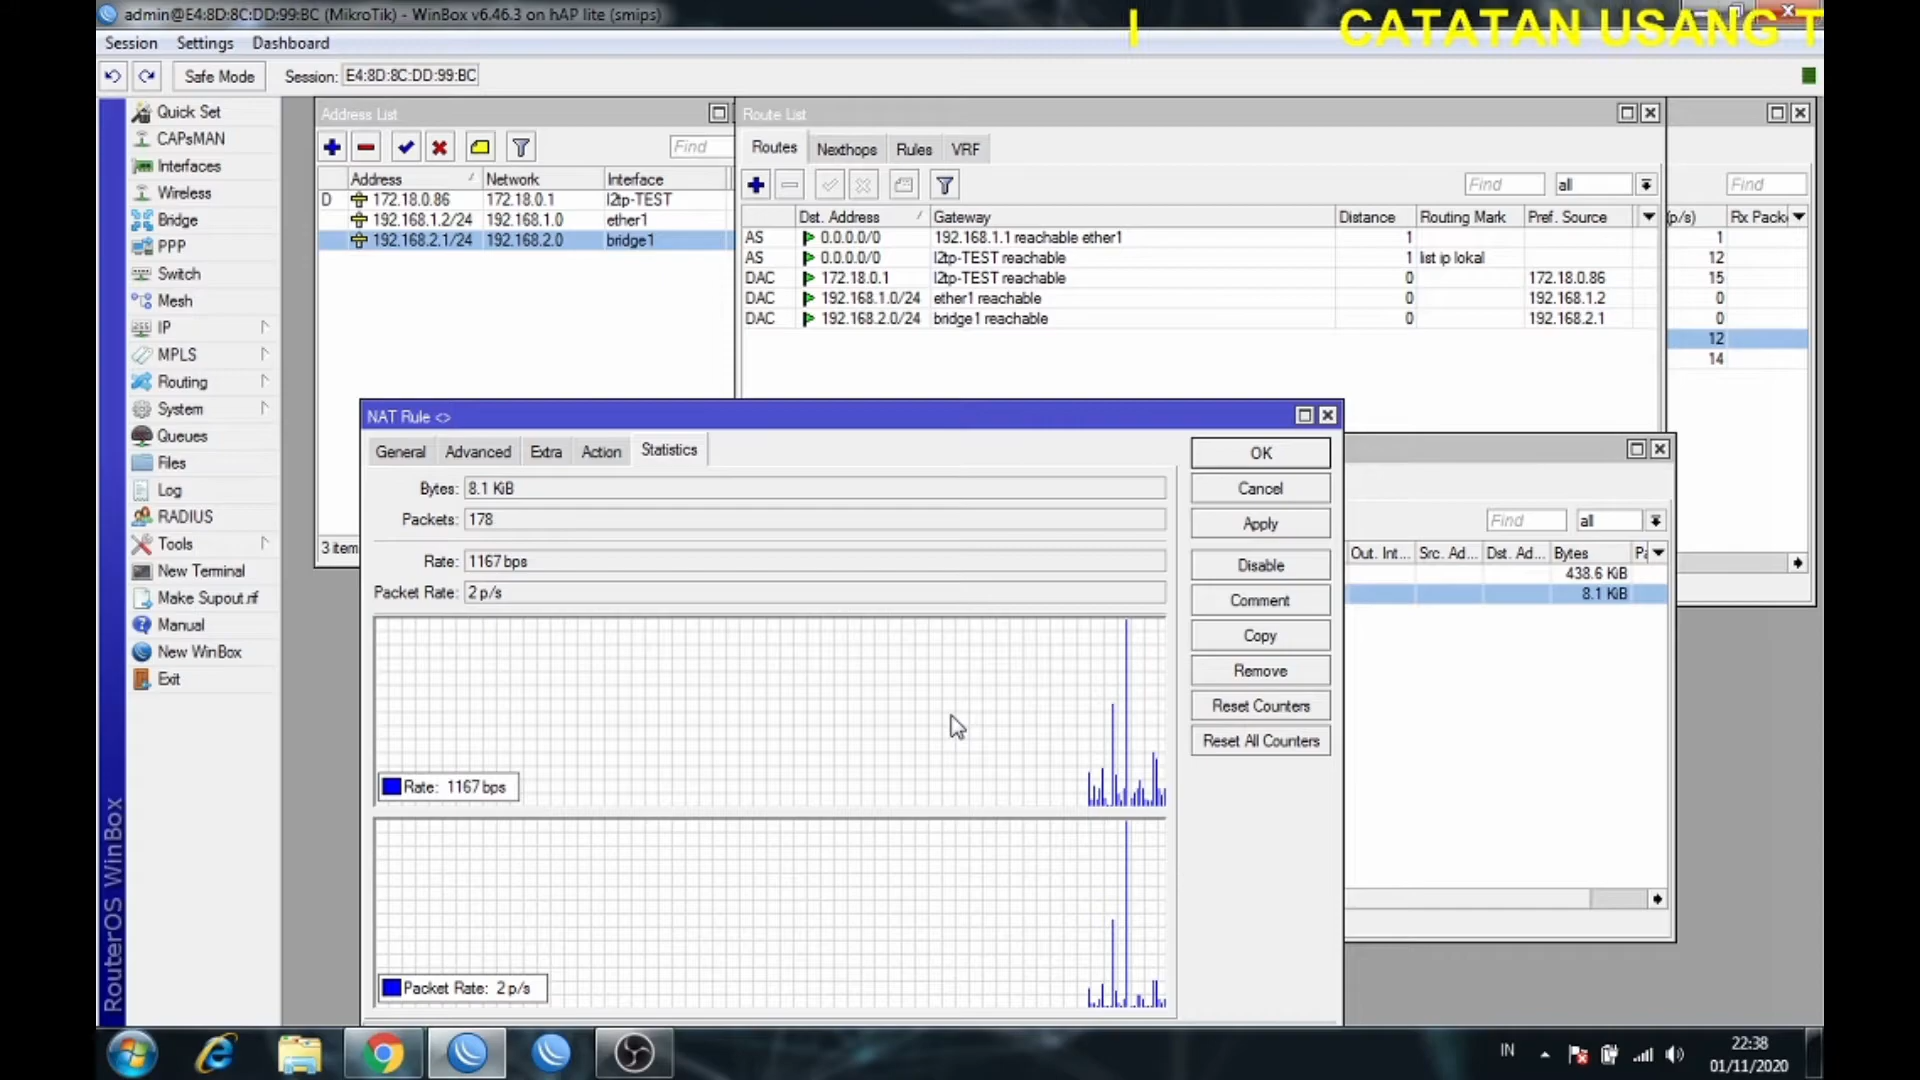 admin@E4:8D:8C:DD:99:BC (MikroTik) - WinBox v6.46.3 on hAP lite (smips)
I CATATAN USANG T
Session Settings Dashboard
Safe Mode Session: E4:8D:8C:DD:99:BC
Quick Set
CAPsMAN
Interfaces
Wireless
Bridge
PPP
Switch
Mesh
IP
MPLS
Routing
System
Queues
Files
Log
RADIUS
Tools
New Terminal
Make Supout.rif
Manual
New WinBox
Exit
RouterOS WinBox
Address List
Find
Address Network Interface
D 172.18.0.86 172.18.0.1 l2tp-TEST
192.168.1.2/24 192.168.1.0 ether1
192.168.2.1/24 192.168.2.0 bridge1
3 item
Route List
Routes Nexthops Rules VRF
Find all
Dst. Address Gateway Distance Routing Mark Pref. Source
AS 0.0.0.0/0 192.168.1.1 reachable ether1 1
AS 0.0.0.0/0 l2tp-TEST reachable 1 list ip lokal
DAC 172.18.0.1 l2tp-TEST reachable 0 172.18.0.86
DAC 192.168.1.0/24 ether1 reachable 0 192.168.1.2
DAC 192.168.2.0/24 bridge1 reachable 0 192.168.2.1
Find
(p/s) Rx Pack
1
12
15
0
0
12
14
NAT Rule <>
General Advanced Extra Action Statistics
Bytes: 8.1 KiB
Packets: 178
Rate: 1167 bps
Packet Rate: 2 p/s
Rate: 1167 bps
Packet Rate: 2 p/s
OK
Cancel
Apply
Disable
Comment
Copy
Remove
Reset Counters
Reset All Counters
Find all
Out. Int... Src. Ad... Dst. Ad... Bytes Pa
438.6 KiB
8.1 KiB
IN
22:38
01/11/2020